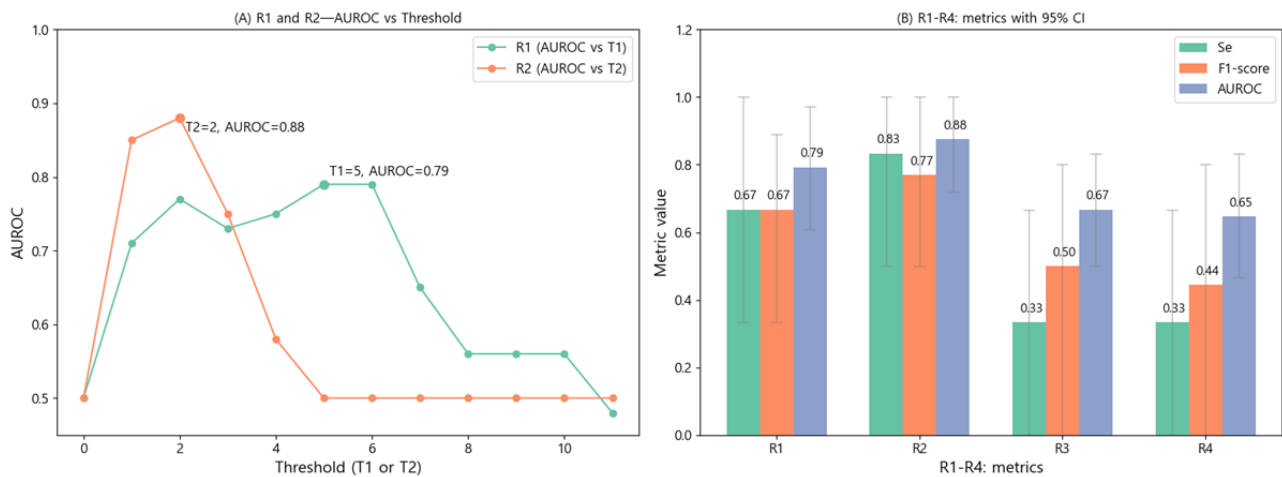 (A) R1 and R2—AUROC vs Threshold
1.0
0.9
0.8
0.7
0.6
0.5
AUROC
R1 (AUROC vs T1)
R2 (AUROC vs T2)
T2=2, AUROC=0.88
T1=5, AUROC=0.79
0 2 4 6 8 10
Threshold (T1 or T2)
(B) R1-R4: metrics with 95% CI
1.2
1.0
0.8
0.6
0.4
0.2
0.0
Metric value
Se
F1-score
AUROC
0.67 0.67 0.79
0.83 0.77 0.88
0.33 0.50 0.67
0.33 0.44 0.65
R1 R2 R3 R4
R1-R4: metrics